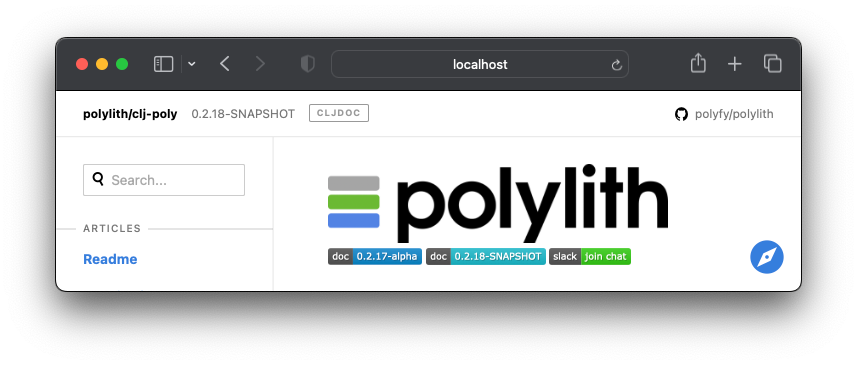 localhost
polylith/clj-poly 0.2.18-SNAPSHOT CLJDOC polyfy/polylith
Search...
ARTICLES
Readme
polylith
doc 0.2.17-alpha doc 0.2.18-SNAPSHOT slack join chat